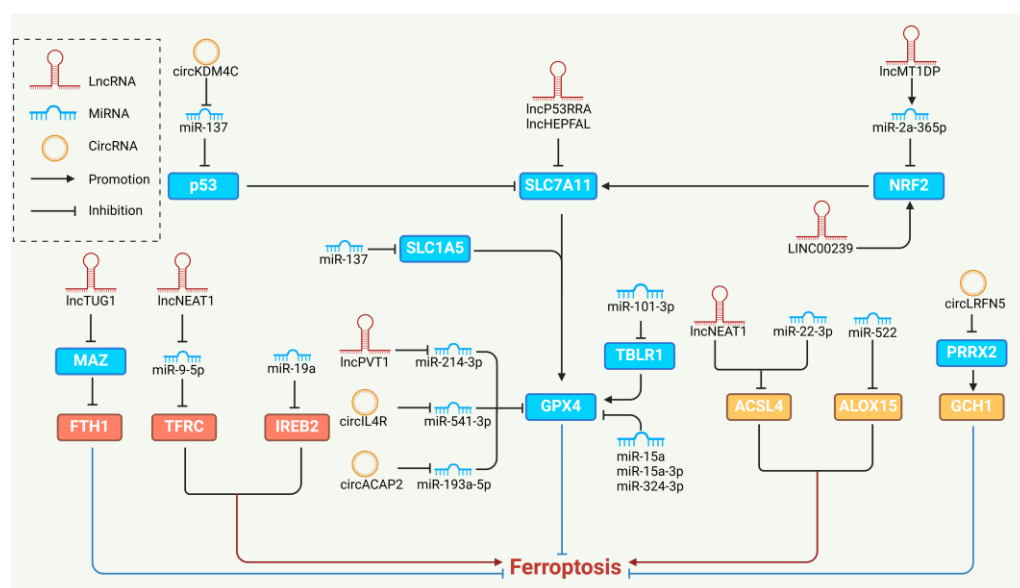 LncRNA
MiRNA
CircRNA
Promotion
Inhibition
circKDM4C
miR-137
p53
lncP53RRA
lncHEPFAL
SLC7A11
lncMT1DP
miR-2a-365p
NRF2
LINC00239
miR-137
SLC1A5
lncTUG1
MAZ
FTH1
lncNEAT1
miR-9-5p
TFRC
miR-19a
IREB2
lncPVT1
miR-214-3p
circIL4R
miR-541-3p
circACAP2
miR-193a-5p
GPX4
miR-101-3p
TBLR1
miR-15a
miR-15a-3p
miR-324-3p
lncNEAT1
miR-22-3p
ACSL4
miR-522
ALOX15
circLRFN5
PRRX2
GCH1
Ferroptosis